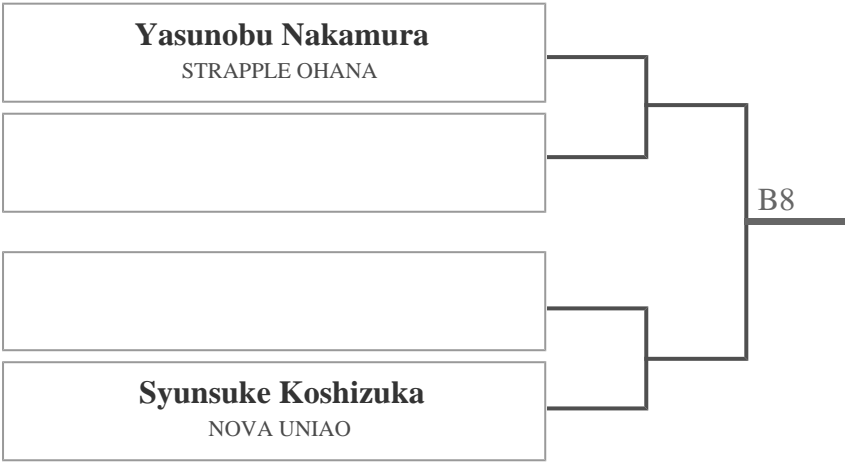 Yasunobu Nakamura
STRAPPLE OHANA
B8
Syunsuke Koshizuka
NOVA UNIAO